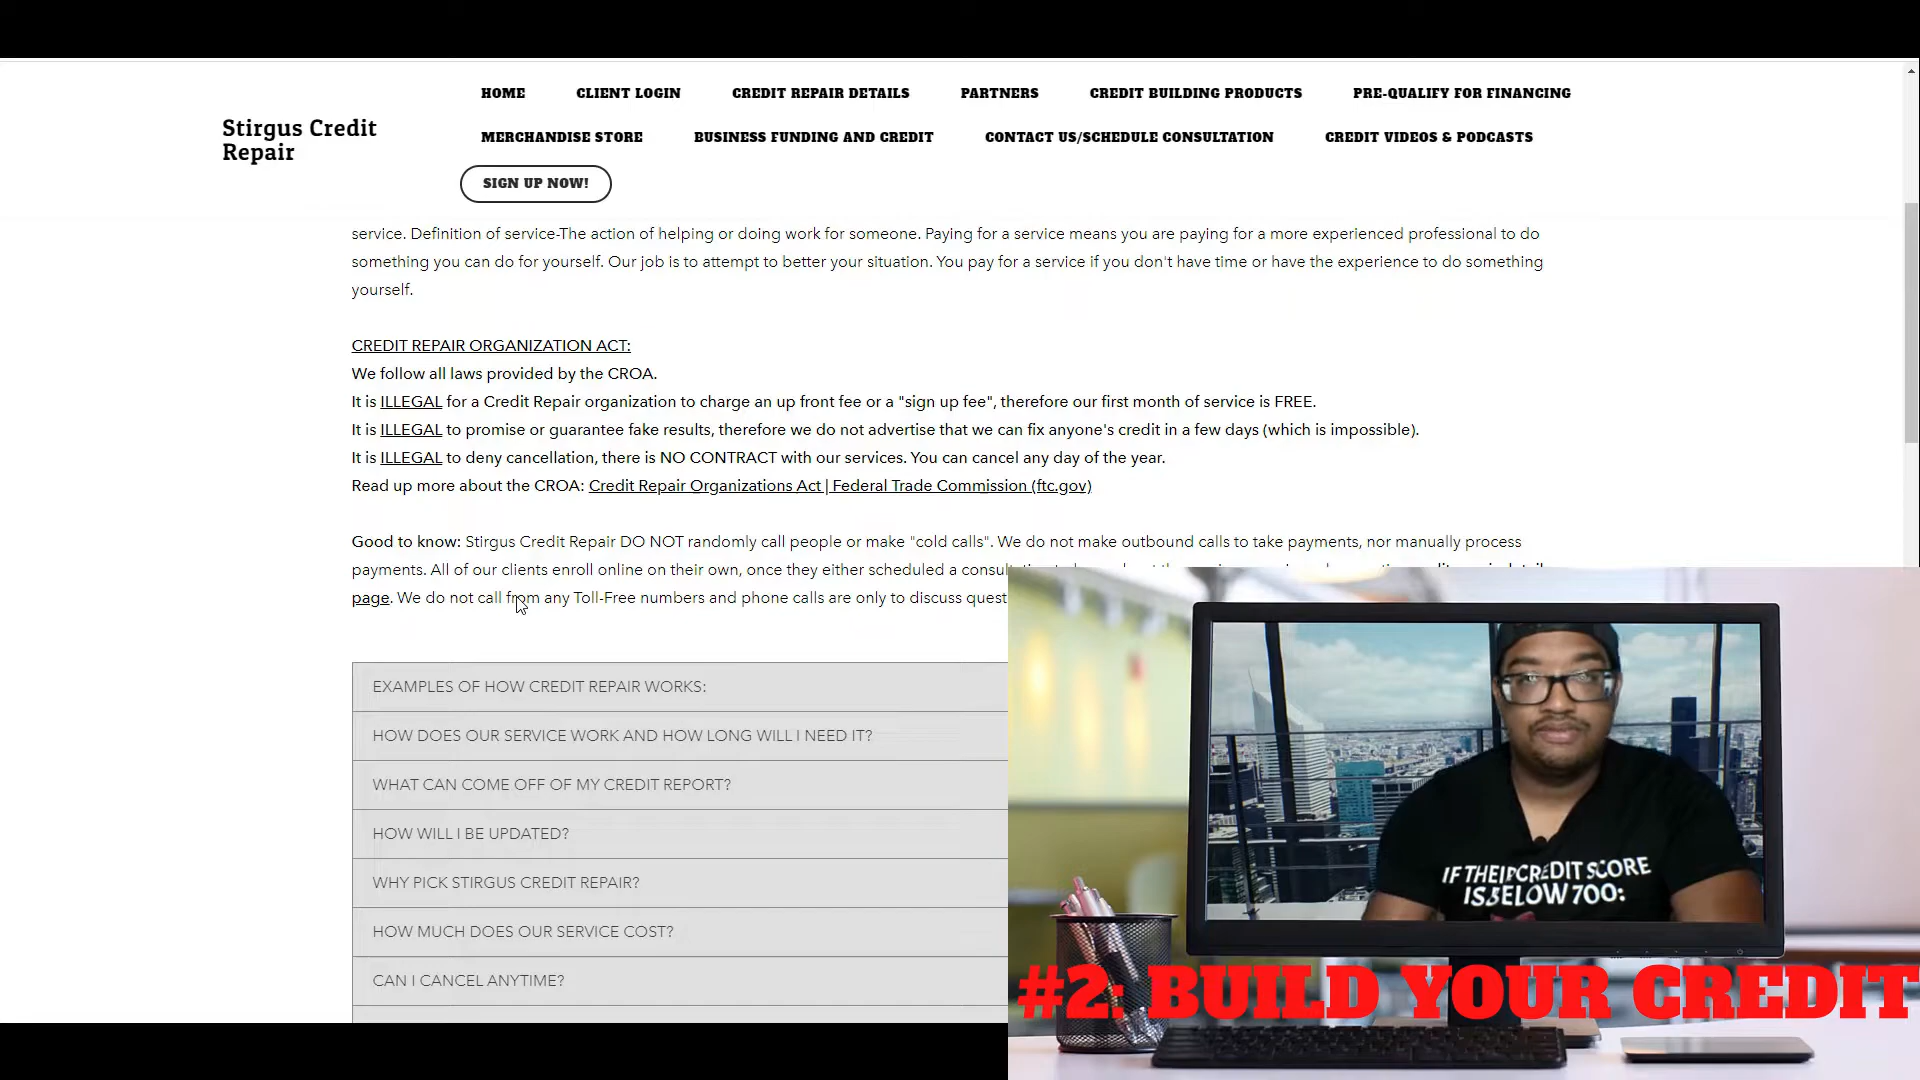 HOME
CLIENT LOGIN
CREDIT REPAIR DETAILS
PARTNERS
CREDIT BUILDING PRODUCTS
PRE-QUALIFY FOR FINANCING
Stirgus Credit
Repair
MERCHANDISE STORE
BUSINESS FUNDING AND CREDIT
CONTACT US/SCHEDULE CONSULTATION
CREDIT VIDEOS & PODCASTS
SIGN UP NOW!
service. Definition of service-The action of helping or doing work for someone. Paying for a service means you are paying for a more experienced professional to do
something you can do for yourself. Our job is to attempt to better your situation. You pay for a service if you don't have time or have the experience to do something
yourself.
CREDIT REPAIR ORGANIZATION ACT:
We follow all laws provided by the CROA.
It is ILLEGAL for a Credit Repair organization to charge an up front fee or a "sign up fee", therefore our first month of service is FREE.
It is ILLEGAL to promise or guarantee fake results, therefore we do not advertise that we can fix anyone's credit in a few days (which is impossible).
It is ILLEGAL to deny cancellation, there is NO CONTRACT with our services. You can cancel any day of the year.
Read up more about the CROA: Credit Repair Organizations Act | Federal Trade Commission (ftc.gov)
Good to know: Stirgus Credit Repair DO NOT randomly call people or make "cold calls". We do not make outbound calls to take payments, nor manually process
payments. All of our clients enroll online on their own, once they either scheduled a
page. We do not call from any Toll-Free numbers and phone calls are only to discuss
EXAMPLES OF HOW CREDIT REPAIR WORKS:
HOW DOES OUR SERVICE WORK AND HOW LONG WILL I NEED IT?
WHAT CAN COME OFF OF MY CREDIT REPORT?
HOW WILL I BE UPDATED?
WHY PICK STIRGUS CREDIT REPAIR?
HOW MUCH DOES OUR SERVICE COST?
CAN I CANCEL ANYTIME?
IF THEIR CREDIT SCORE
IS BELOW 700:
#2: BUILD YOUR CREDIT